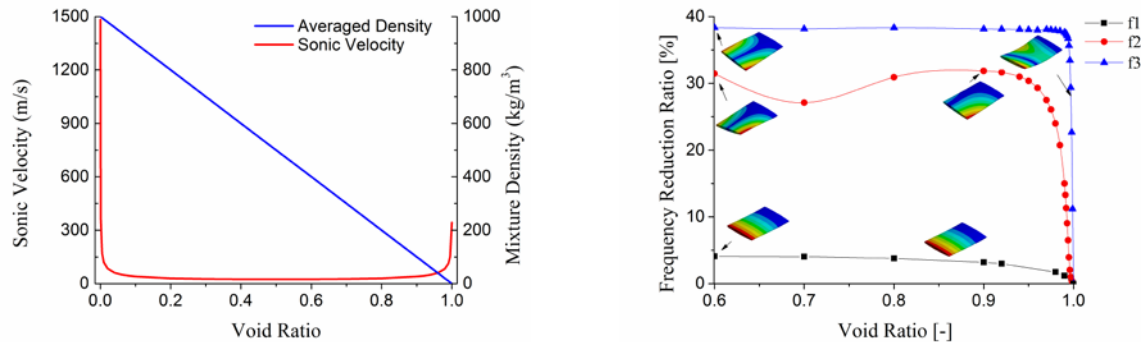 Averaged Density
Sonic Velocity
1500
1200
900
600
300
0
1000
800
600
400
200
0
0.0 0.2 0.4 0.6 0.8 1.0
Sonic Velocity (m/s)
Mixture Density (kg/m³)
Void Ratio
40
30
20
10
0
0.6 0.7 0.8 0.9 1.0
Frequency Reduction Ratio [%]
Void Ratio [-]
f1
f2
f3